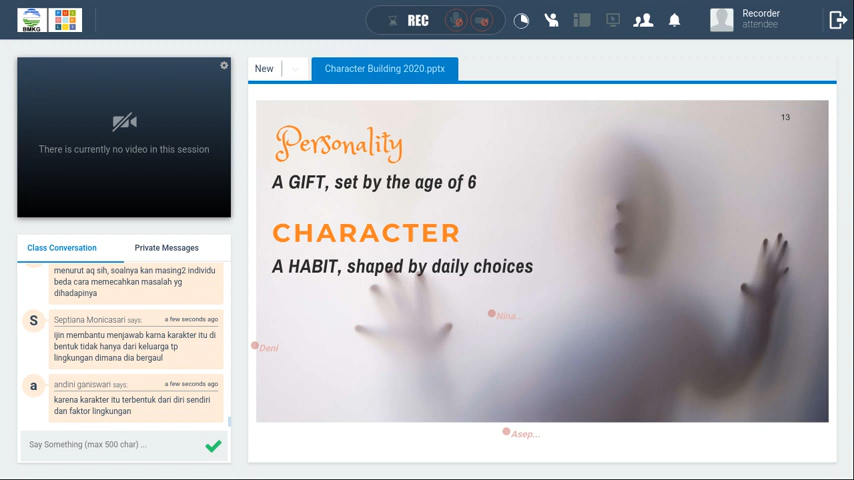 BMKG
PUSDIKLAT
REC
Recorder
attendee
There is currently no video in this session
New
Character Building 2020.pptx
13
Personality
A GIFT, set by the age of 6
CHARACTER
A HABIT, shaped by daily choices
Nina...
Deni
Asep...
Class Conversation
Private Messages
menurut aq sih, soalnya kan masing2 individu
beda cara memecahkan masalah yg
dihadapinya
S
Septiana Monicasari says:
a few seconds ago
ijin membantu menjawab karna karakter itu di
bentuk tidak hanya dari keluarga tp
lingkungan dimana dia bergaul
a
andini ganiswari says:
a few seconds ago
karena karakter itu terbentuk dari diri sendiri
dan faktor lingkungan
Say Something (max 500 char) ...